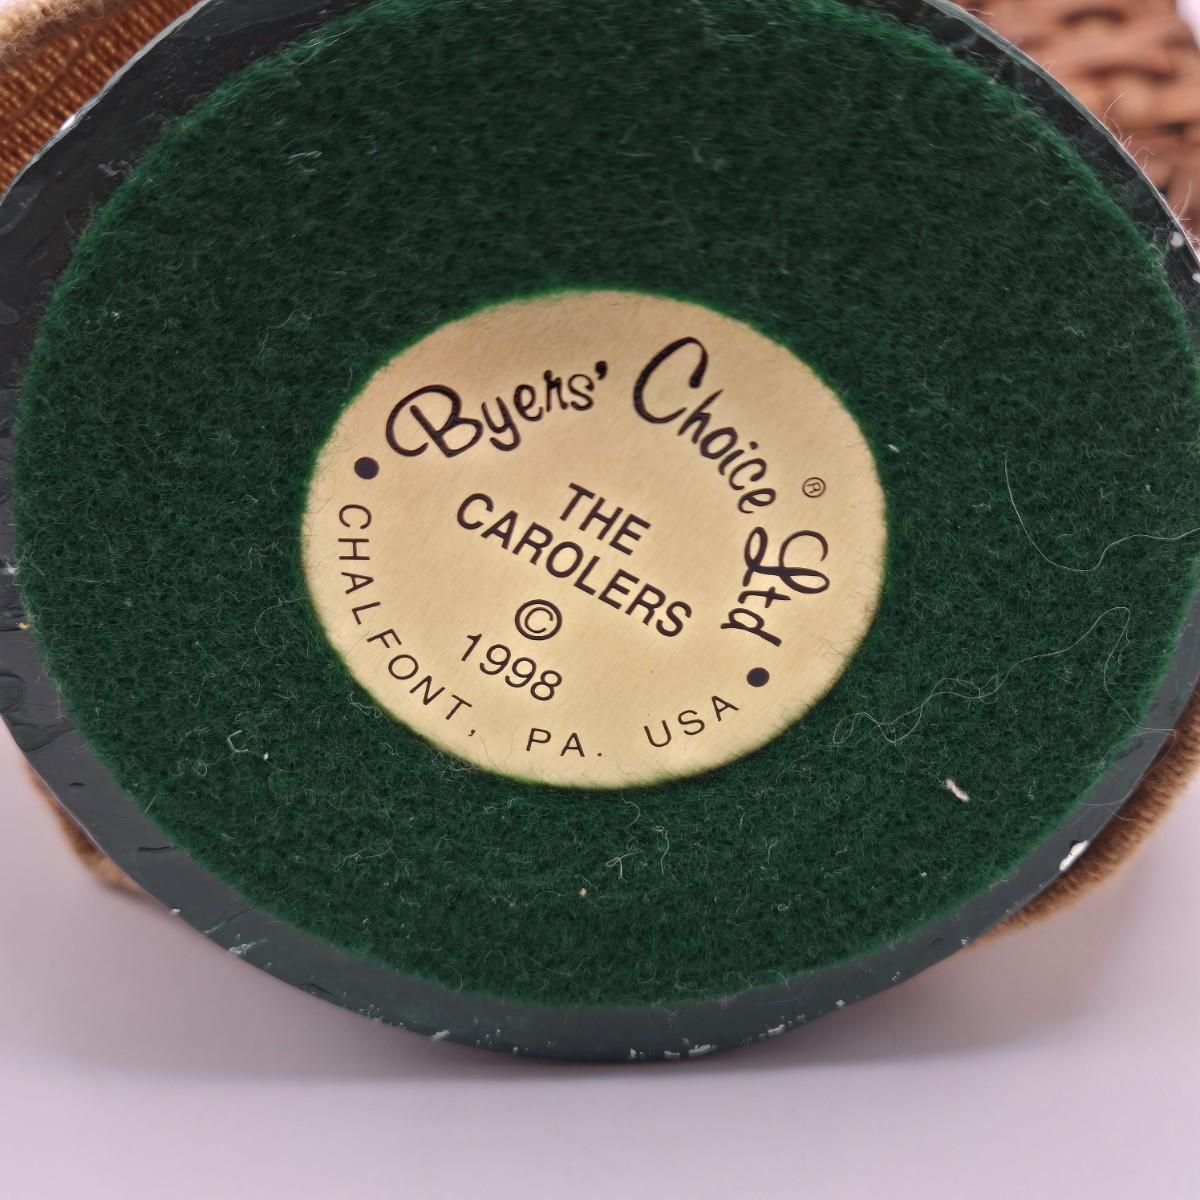 Byers' Choice Ltd ®
THE
CAROLERS
©
1998
• CHALFONT, PA. USA •